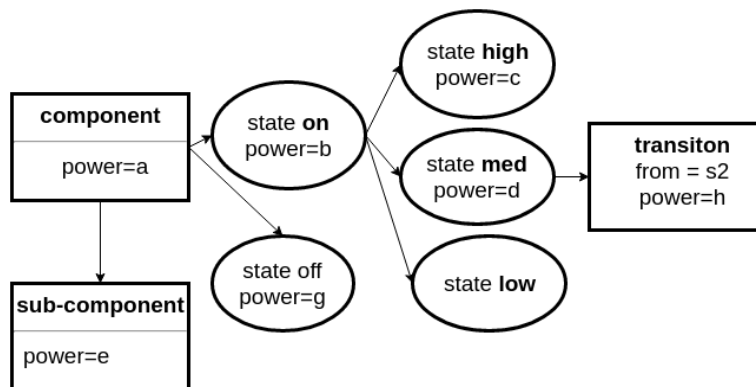 component
power=a
sub-component
power=e
state on
power=b
state off
power=g
state high
power=c
state med
power=d
state low
transiton
from = s2
power=h